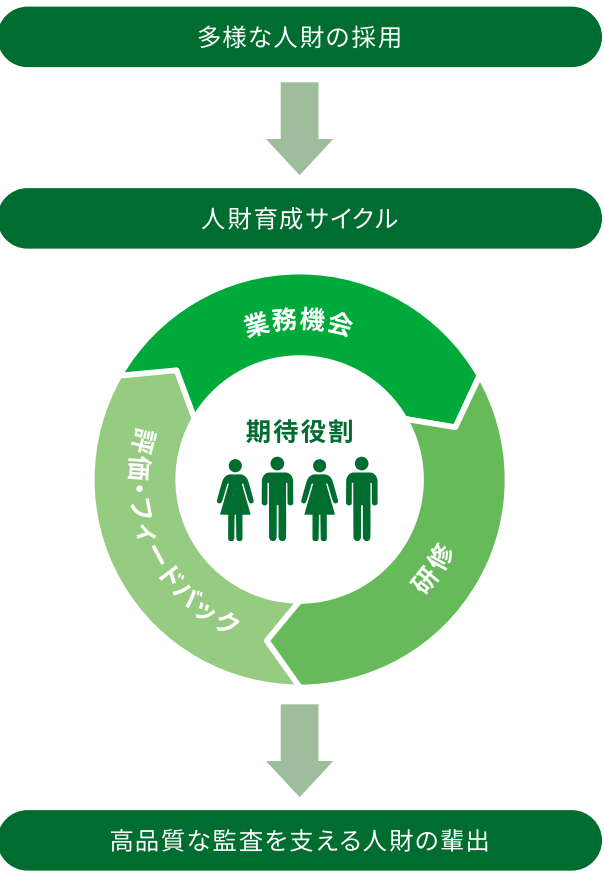 多様な人財の採用
人財育成サイクル
業務機会
期待役割
研修
評価・フィードバック
高品質な監査を支える人財の輩出